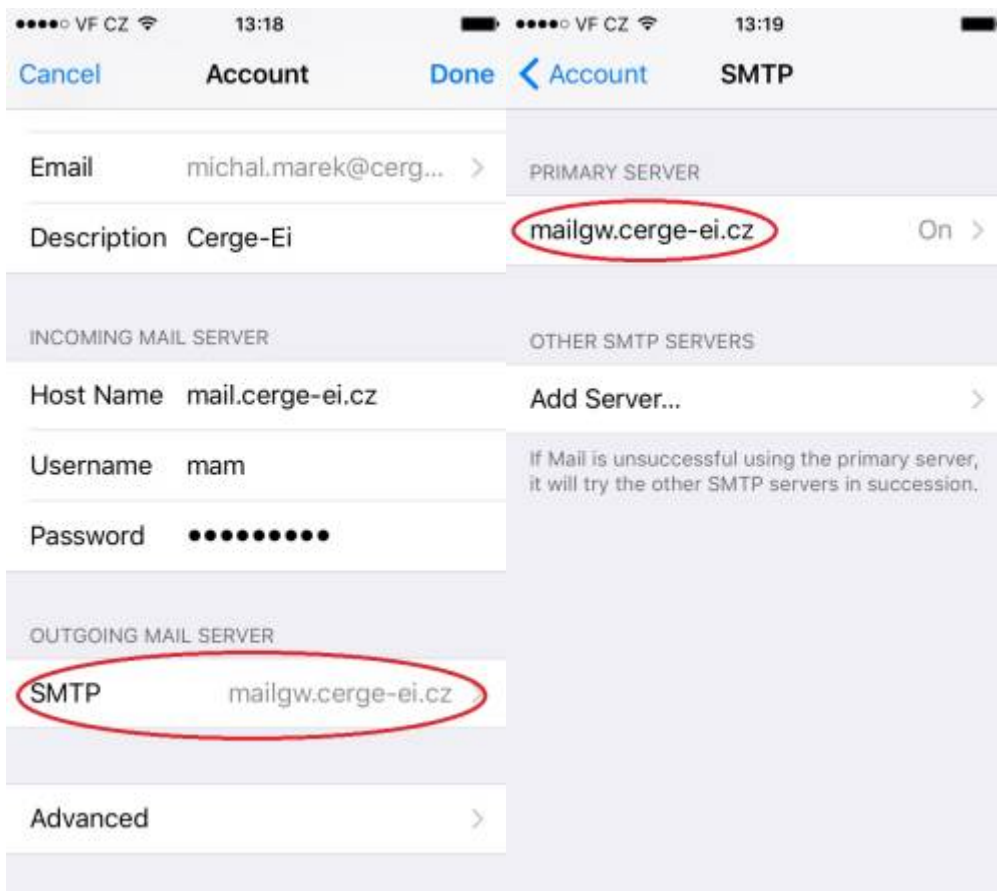 VF CZ 13:18
Cancel Account Done
Email michal.marek@cerg...
Description Cerge-Ei
INCOMING MAIL SERVER
Host Name mail.cerge-ei.cz
Username mam
Password •••••••••
OUTGOING MAIL SERVER
SMTP mailgw.cerge-ei.cz
Advanced
VF CZ 13:19
Account SMTP
PRIMARY SERVER
mailgw.cerge-ei.cz On
OTHER SMTP SERVERS
Add Server...
If Mail is unsuccessful using the primary server,
it will try the other SMTP servers in succession.